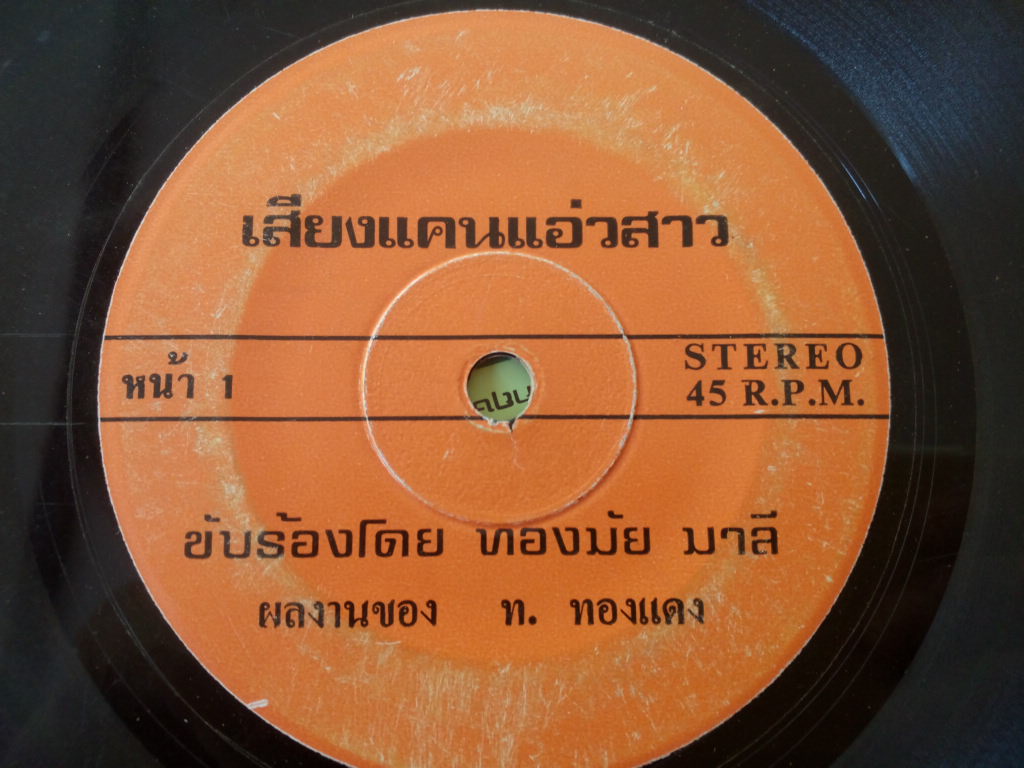 เสียงแคนแอ่วสาว
หน้า 1
STEREO
45 R.P.M.
ขับร้องโดย ทองมัย มาลี
ผลงานของ ท. ทองแดง